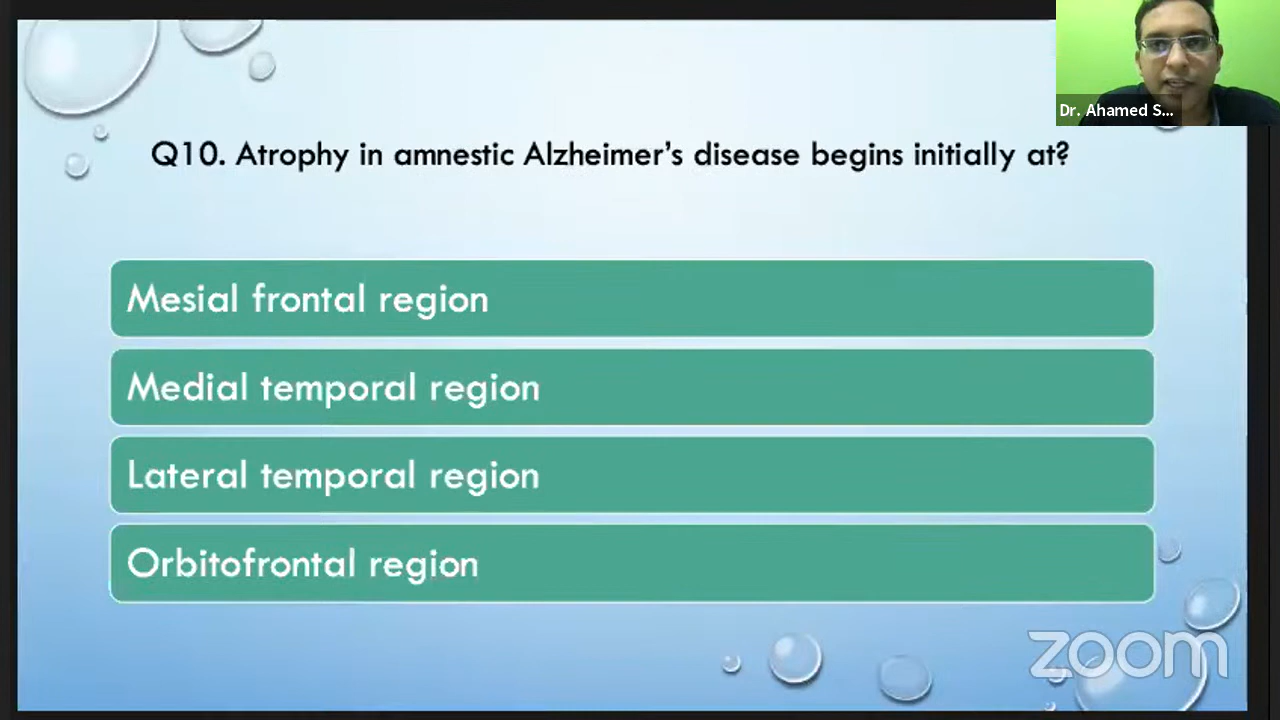 Dr. Ahamed S...
Q10. Atrophy in amnestic Alzheimer's disease begins initially at?
Mesial frontal region
Medial temporal region
Lateral temporal region
Orbitofrontal region
zoom